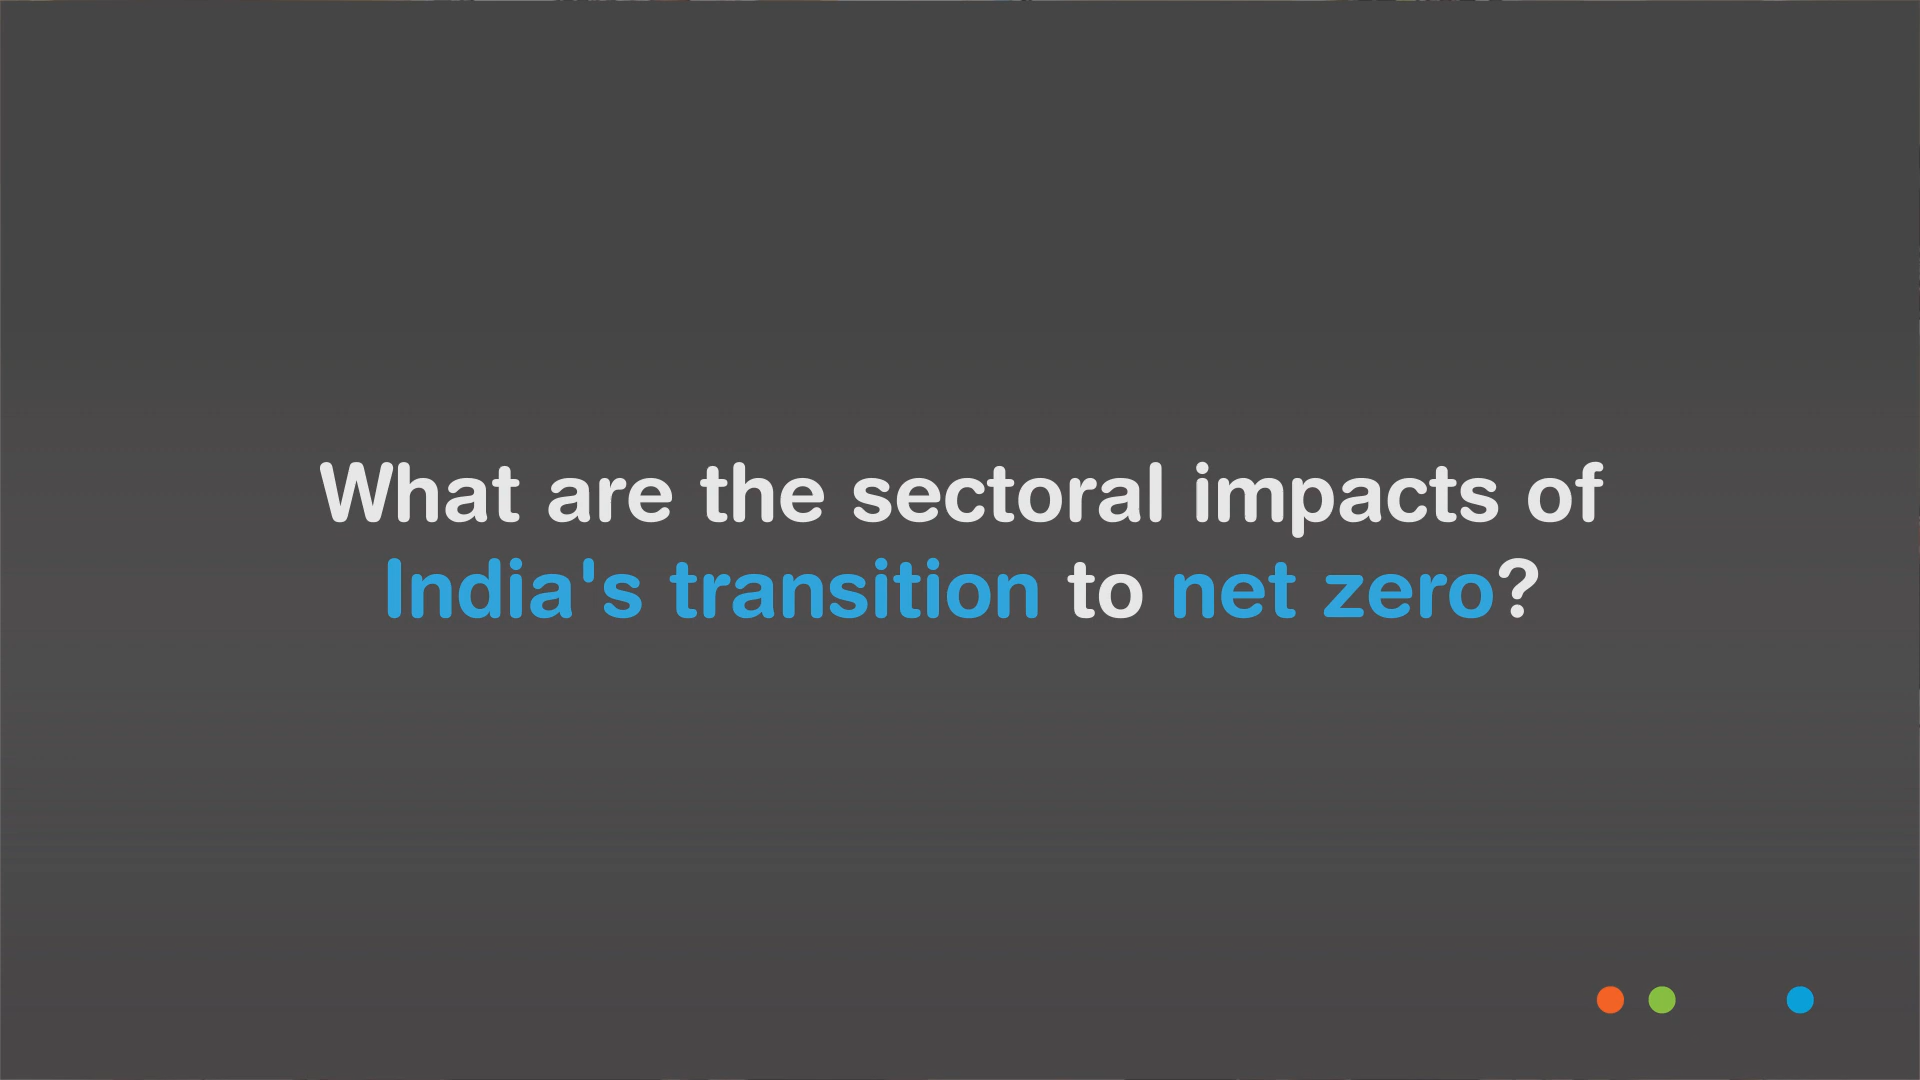 What are the sectoral impacts of
India's transition to net zero?